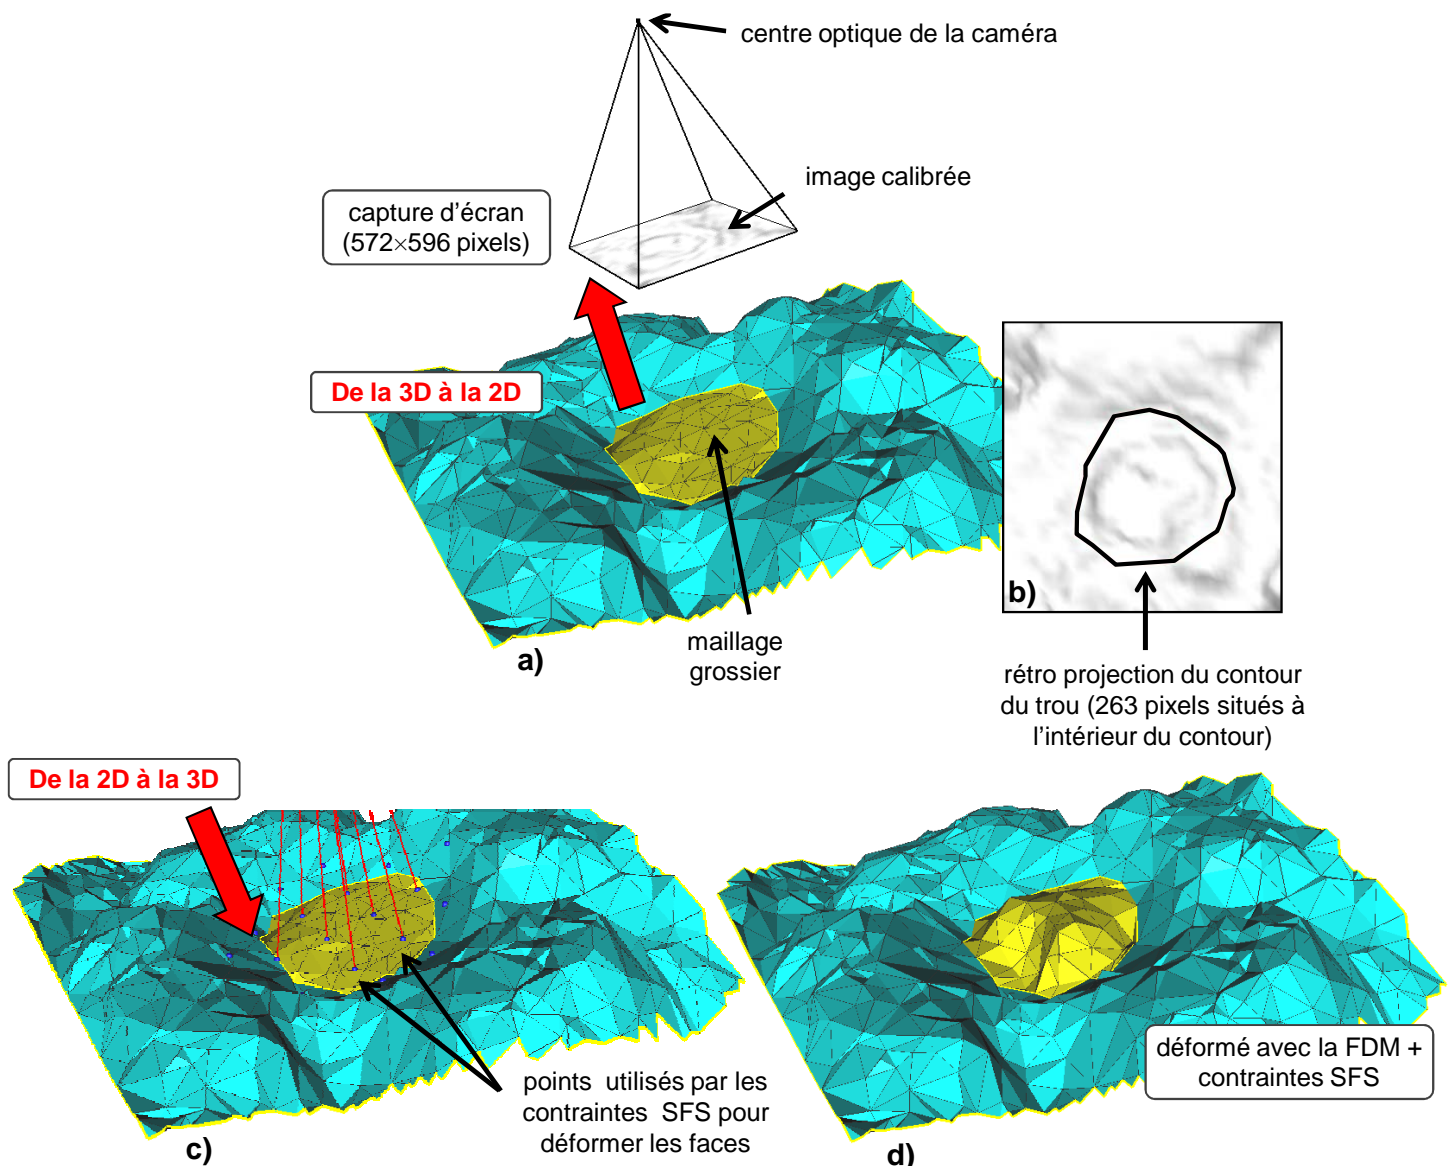 centre optique de la caméra
image calibrée
capture d'écran
(572×596 pixels)
De la 3D à la 2D
maillage
grossier
a)
b)
rétro projection du contour
du trou (263 pixels situés à
l'intérieur du contour)
De la 2D à la 3D
points utilisés par les
contraintes SFS pour
déformer les faces
c)
déformé avec la FDM +
contraintes SFS
d)